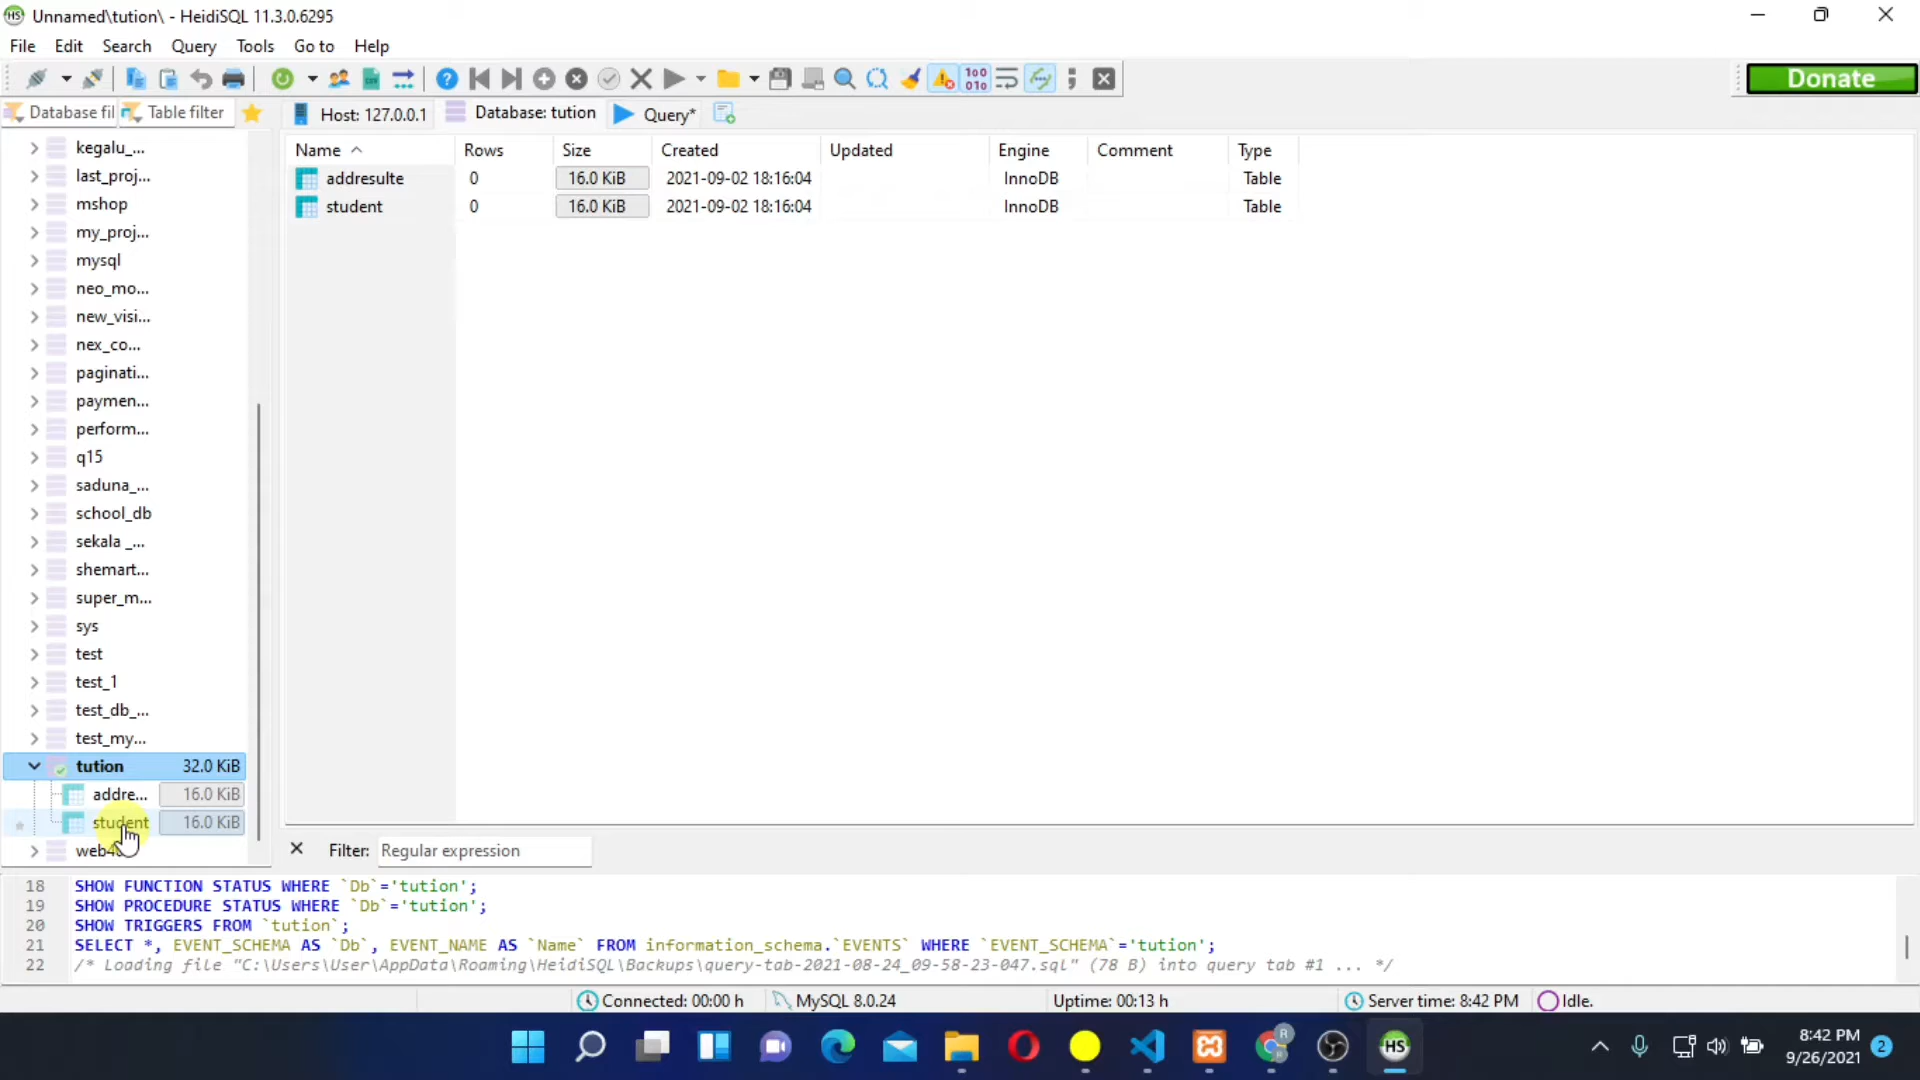 Unnamed\tution\ - HeidiSQL 11.3.0.6295
File Edit Search Query Tools Go to Help
Donate
Database fil Table filter Host: 127.0.0.1 Database: tution Query*
Name Rows Size Created Updated Engine Comment Type
addresulte 0 16.0 KiB 2021-09-02 18:16:04 InnoDB Table
student 0 16.0 KiB 2021-09-02 18:16:04 InnoDB Table
kegalu_...
last_proj...
mshop
my_proj...
mysql
neo_mo...
new_visi...
nex_co...
paginati...
paymen...
perform...
q15
saduna_...
school_db
sekala _...
shemart...
super_m...
sys
test
test_1
test_db_...
test_my...
tution 32.0 KiB
addre... 16.0 KiB
student 16.0 KiB
Filter: Regular expression
18 SHOW FUNCTION STATUS WHERE `Db`='tution';
19 SHOW PROCEDURE STATUS WHERE `Db`='tution';
20 SHOW TRIGGERS FROM `tution`;
21 SELECT *, EVENT_SCHEMA AS `Db`, EVENT_NAME AS `Name` FROM information_schema.`EVENTS` WHERE `EVENT_SCHEMA`='tution';
22 /* Loading file "C:\Users\User\AppData\Roaming\HeidiSQL\Backups\query-tab-2021-08-24_09-58-23-047.sql" (78 B) into query tab #1 ... */
Connected: 00:00 h MySQL 8.0.24 Uptime: 00:13 h Server time: 8:42 PM Idle.
8:42 PM
9/26/2021 2